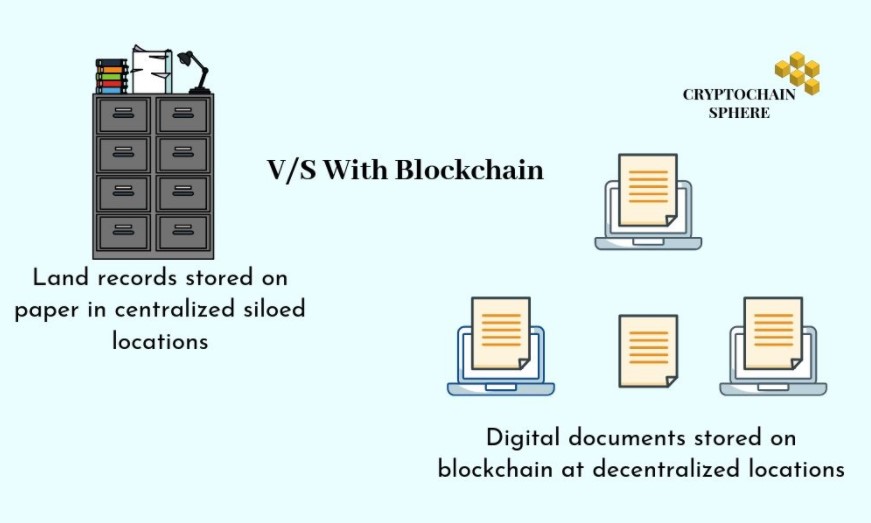 CRYPTOCHAIN
SPHERE
V/S With Blockchain
Land records stored on
paper in centralized siloed
locations
Digital documents stored on
blockchain at decentralized locations